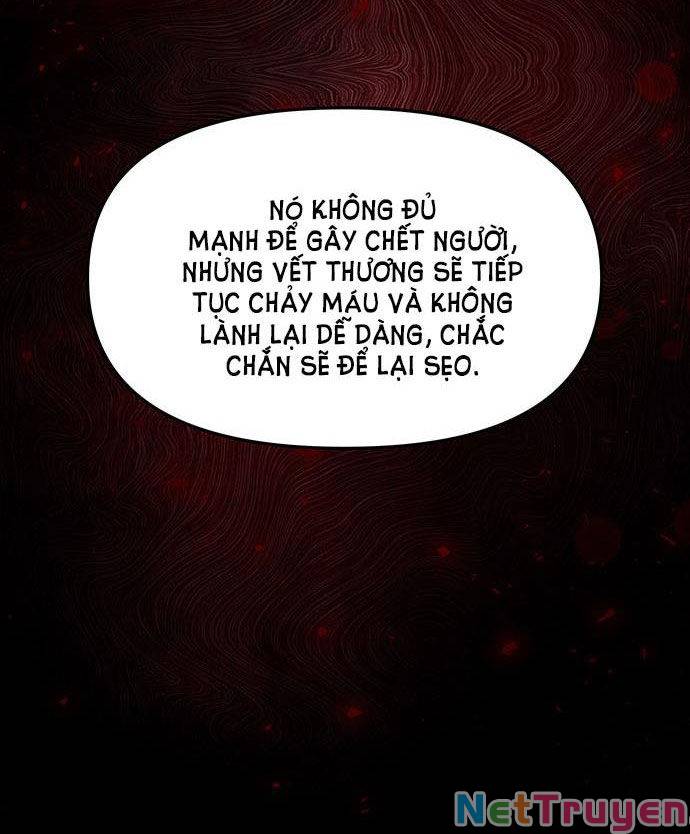 NÓ KHÔNG ĐỦ
MẠNH ĐỂ GÂY CHẾT NGƯỜI,
NHƯNG VẾT THƯƠNG SẼ TIẾP
TỤC CHẢY MÁU VÀ KHÔNG
LÀNH LẠI DỄ DÀNG, CHẮC
CHẮN SẼ ĐỂ LẠI SẸO.
NETTRUYEN